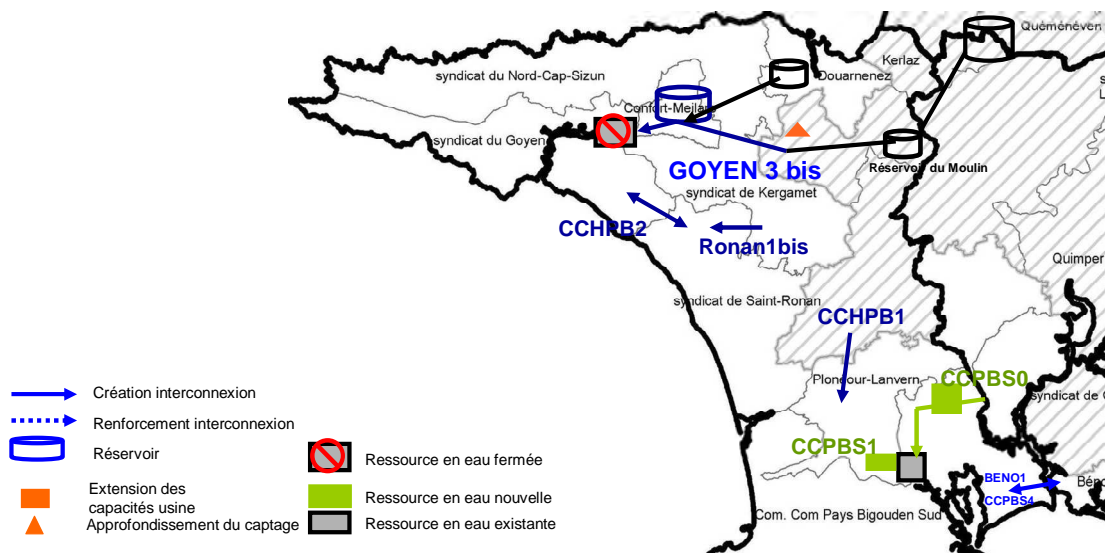 Quéménéven
Kerlaz
syndicat du Nord-Cap-Sizun
Douarnenez
s
L
Confort-Meilars
syndicat du Goyen
GOYEN 3 bis
Réservoir du Moulin
syndicat de Kergamet
CCHPB2
Ronan1bis
Quimper
syndicat de Saint-Ronan
CCHPB1
Plonéour-Lanvern
CCPBS0
syndicat de C
Création interconnexion
Renforcement interconnexion
Réservoir
CCPBS1
Ressource en eau fermée
BENO1
Béno
Extension des
capacités usine
Ressource en eau nouvelle
CCPBS4
Approfondissement du captage
Ressource en eau existante
Com. Com Pays Bigouden Sud